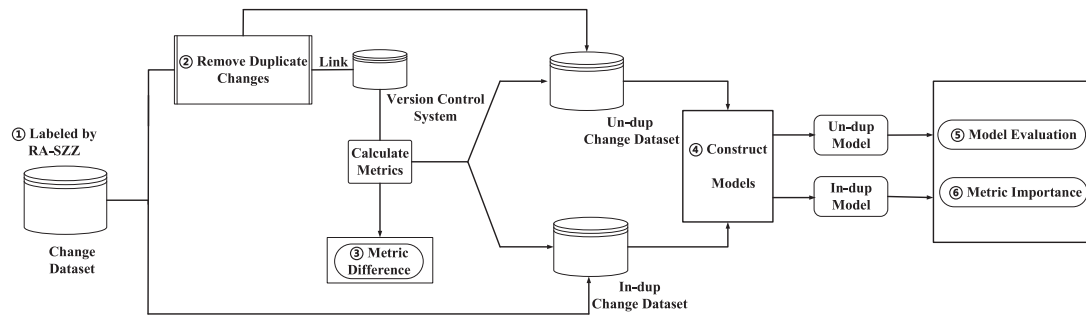 ① Labeled by
RA-SZZ
Change
Dataset
② Remove Duplicate
Changes
Link
Version Control
System
Calculate
Metrics
③ Metric
Difference
Un-dup
Change Dataset
In-dup
Change Dataset
④ Construct
Models
Un-dup
Model
In-dup
Model
⑤ Model Evaluation
⑥ Metric Importance